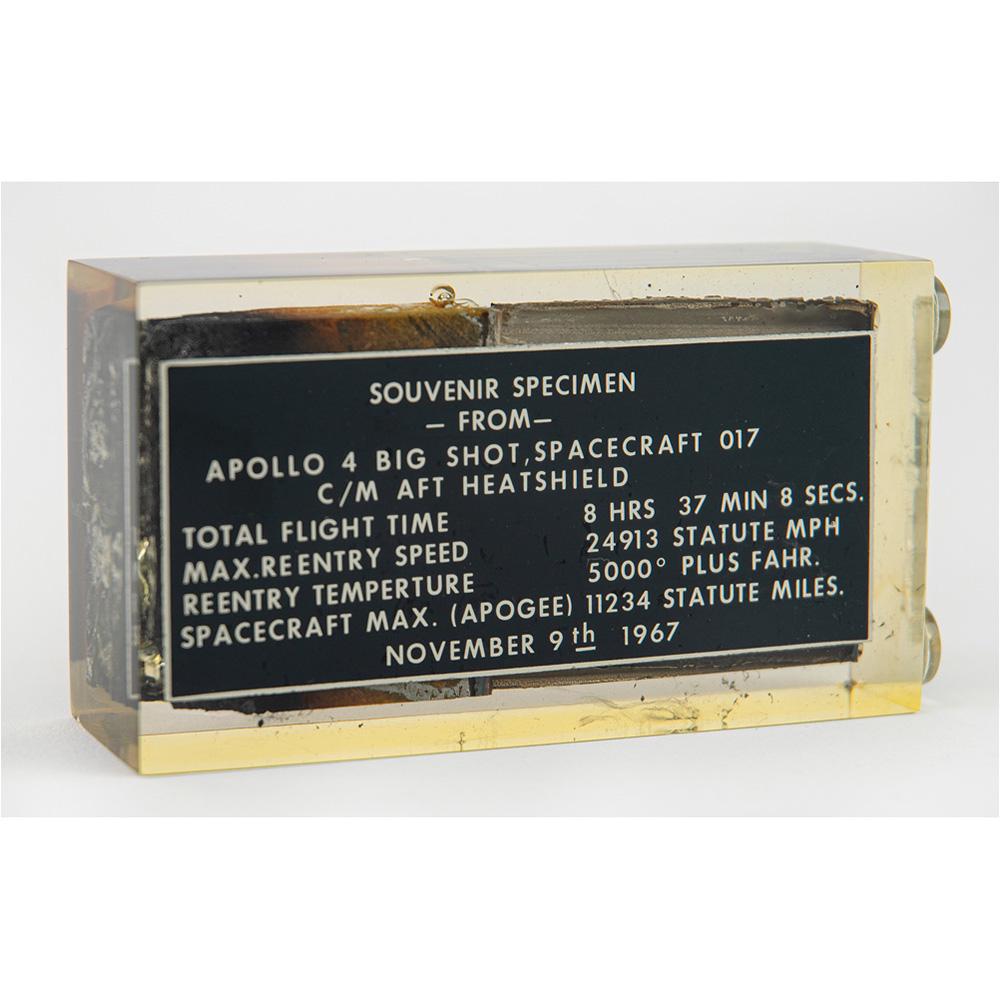 SOUVENIR SPECIMEN
— FROM —
APOLLO 4 BIG SHOT, SPACECRAFT 017
C/M AFT HEATSHIELD
TOTAL FLIGHT TIME 8 HRS 37 MIN 8 SECS.
MAX. REENTRY SPEED 24913 STATUTE MPH
REENTRY TEMPERTURE 5000° PLUS FAHR.
SPACECRAFT MAX. (APOGEE) 11234 STATUTE MILES.
NOVEMBER 9th 1967